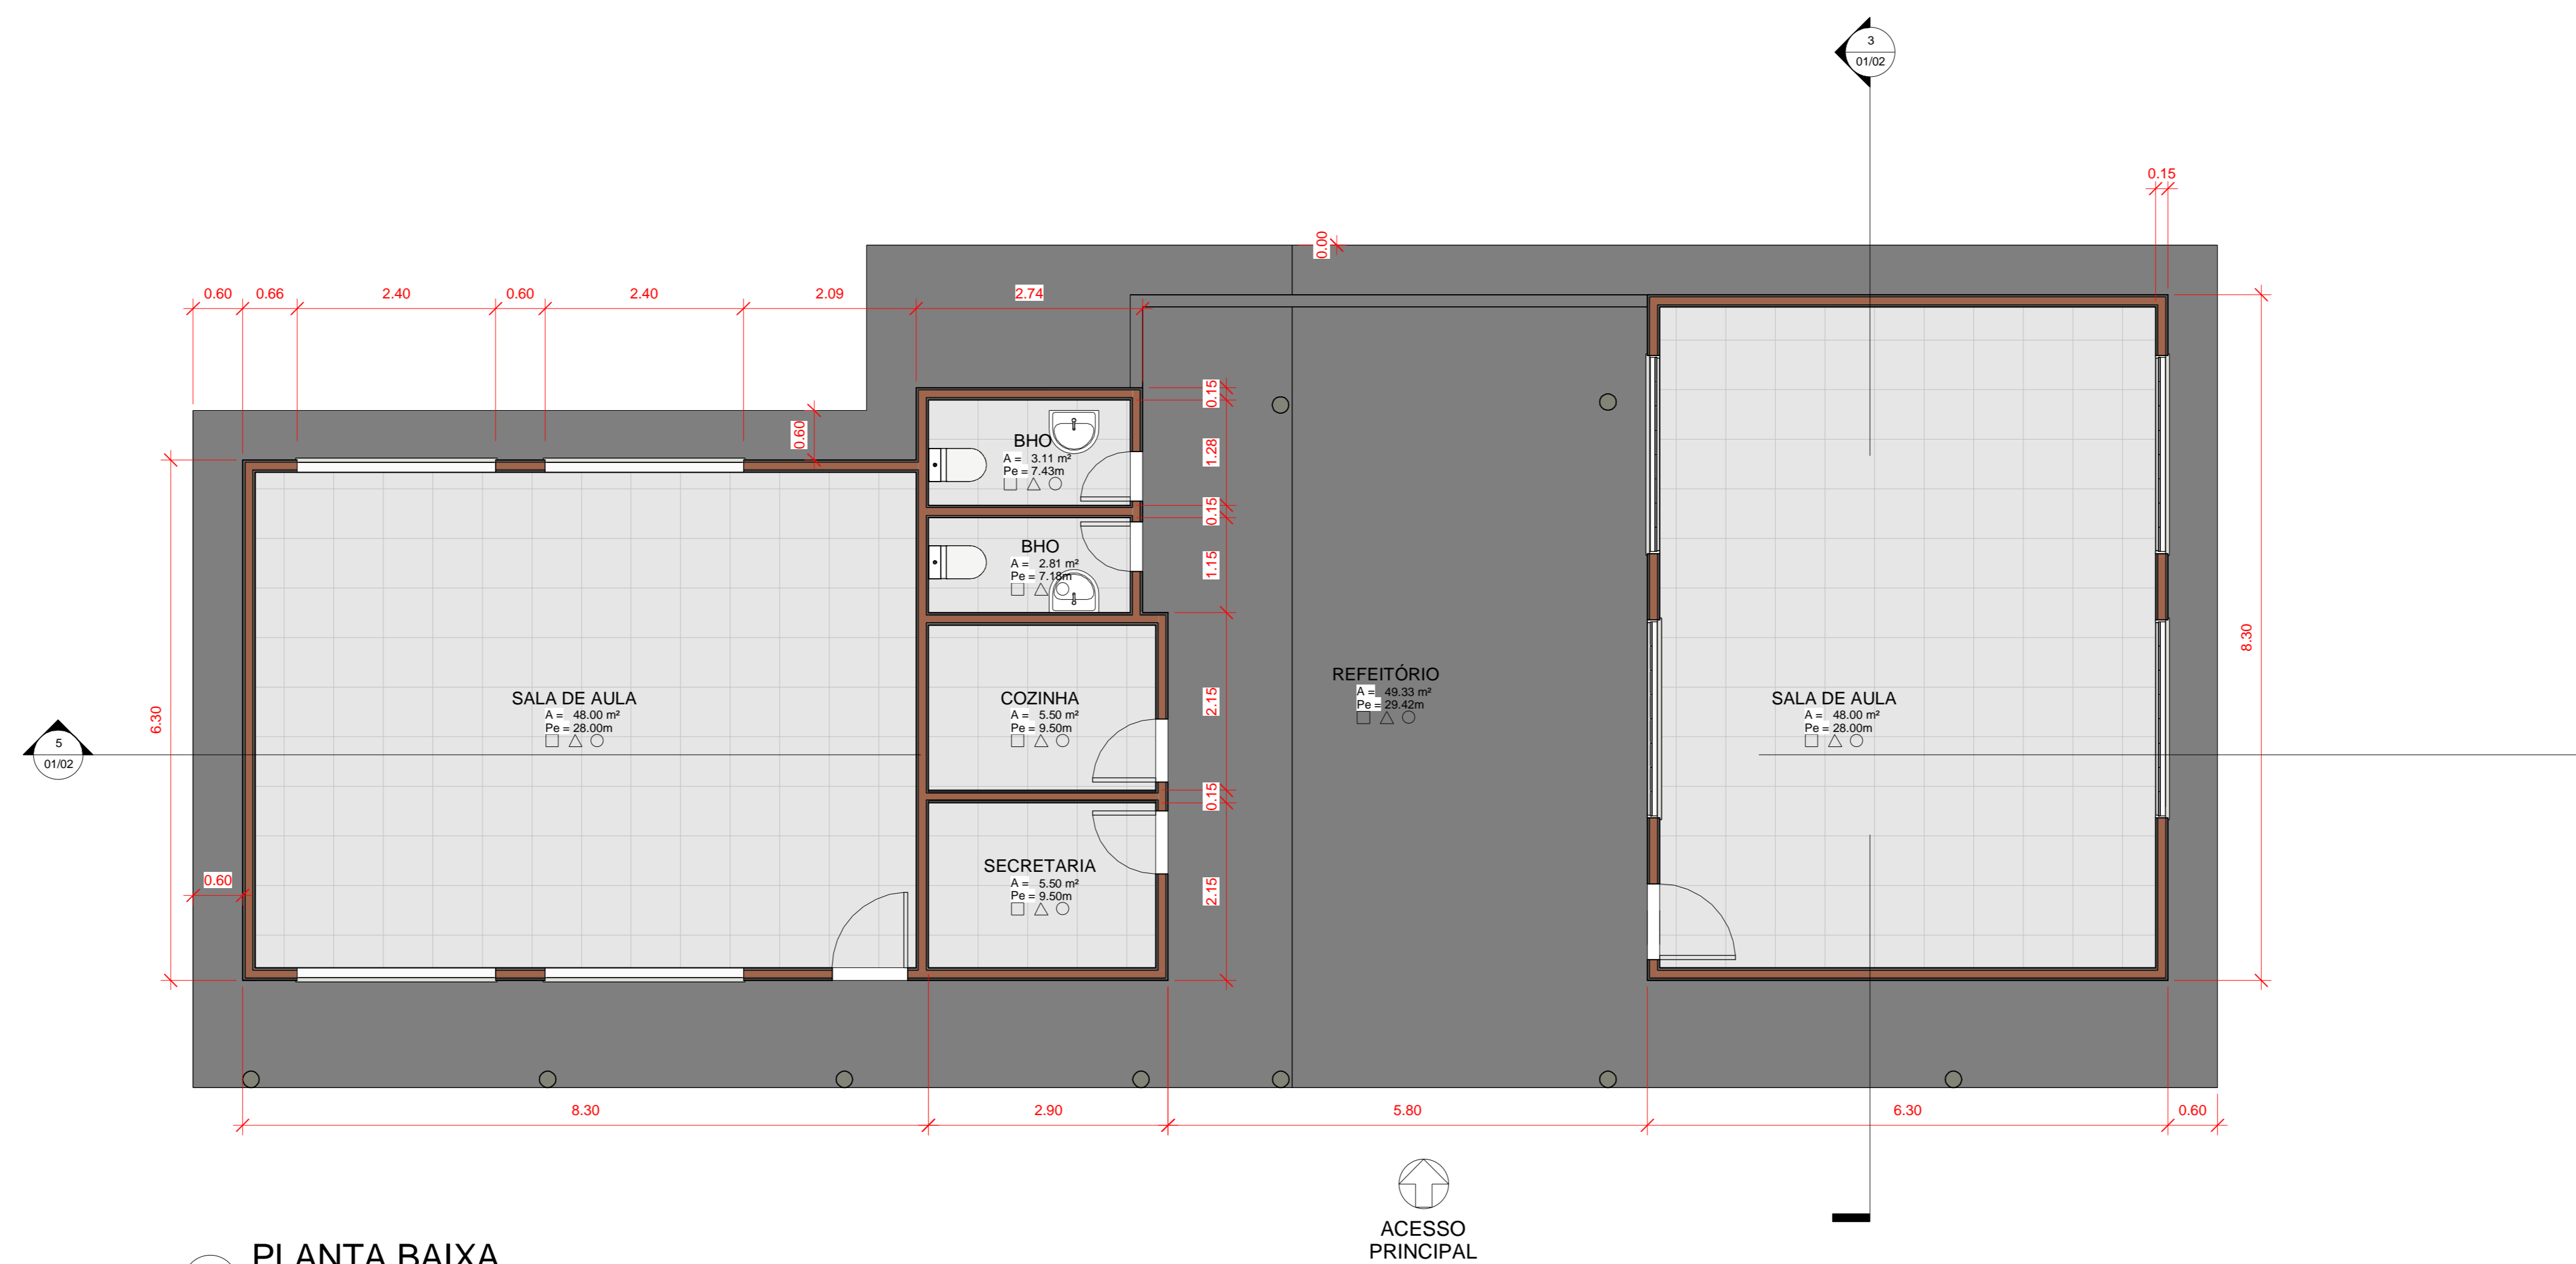 3
01/02
0.15
0.00
0.60
0.66
2.40
0.60
2.40
2.09
2.74
0.60
0.15
1.28
0.15
1.15
2.15
0.15
2.15
BHO
A = 3.11 m²
Pe = 7.43m
BHO
A = 2.81 m²
Pe = 7.18m
6.30
8.30
SALA DE AULA
A = 48.00 m²
Pe = 28.00m
COZINHA
A = 5.50 m²
Pe = 9.50m
REFEITÓRIO
A = 49.33 m²
Pe = 29.42m
SALA DE AULA
A = 48.00 m²
Pe = 28.00m
5
01/02
SECRETARIA
A = 5.50 m²
Pe = 9.50m
0.60
8.30
2.90
5.80
6.30
0.60
ACESSO
PRINCIPAL
PLANTA BAIXA